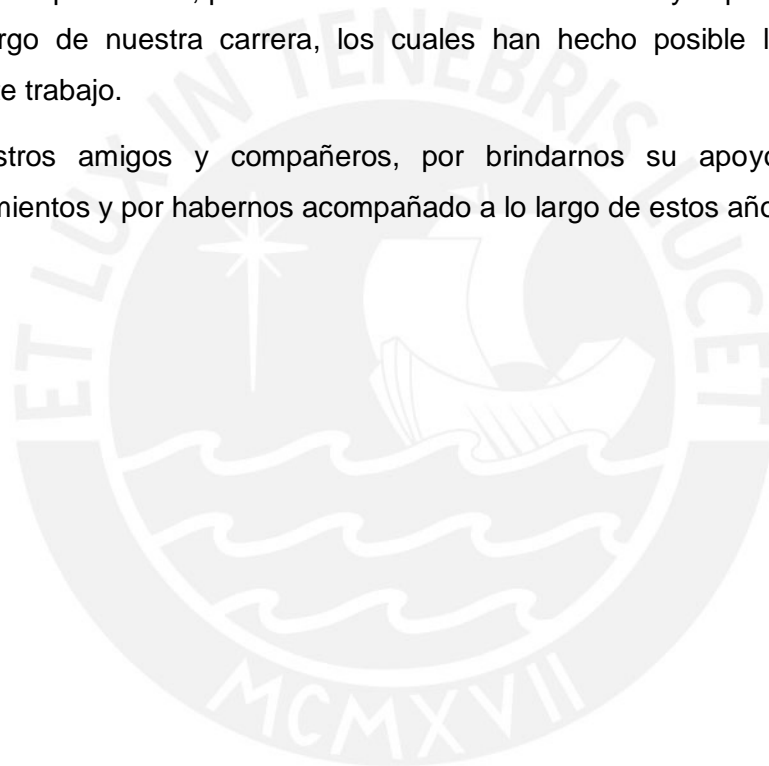 rgo de nuestra carrera, los cuales han hecho posible l
e trabajo.
stros amigos y compañeros, por brindarnos su apoyo
mientos y por habernos acompañado a lo largo de estos año
ET LUX IN TENEBRIS LUCET
MCMXVII